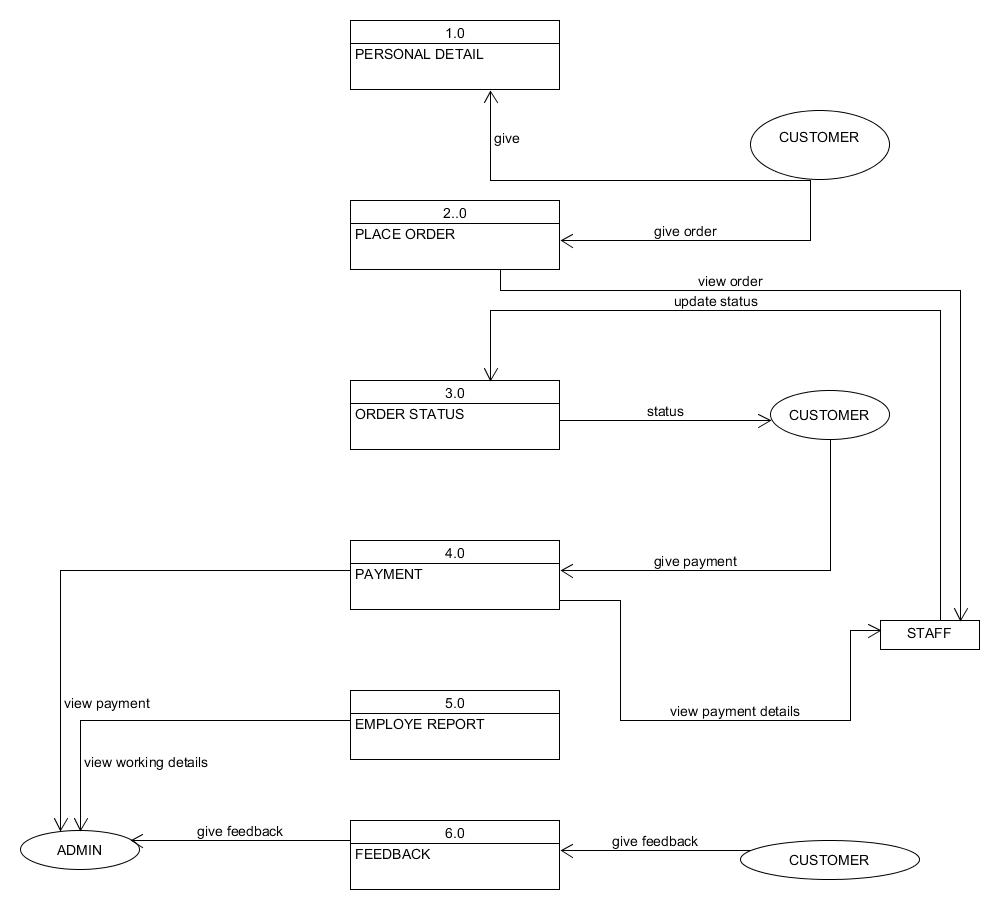 1.0
PERSONAL DETAIL
give
CUSTOMER
2..0
PLACE ORDER
give order
view order
update status
3.0
ORDER STATUS
status
CUSTOMER
4.0
PAYMENT
give payment
STAFF
view payment
view payment details
5.0
EMPLOYE REPORT
view working details
6.0
FEEDBACK
give feedback
give feedback
ADMIN
CUSTOMER